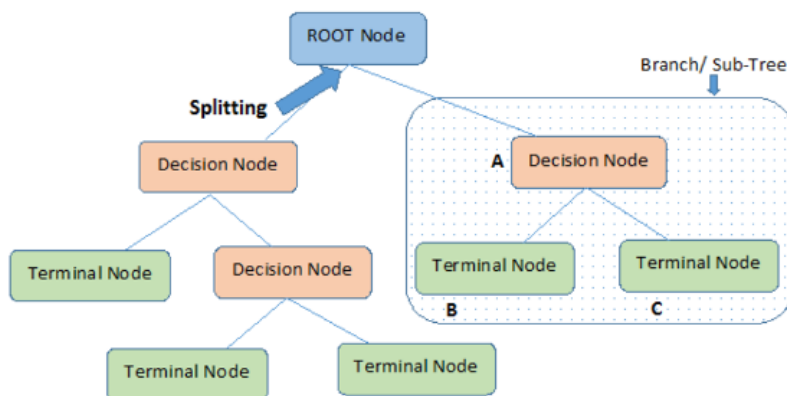 ROOT Node
Branch/ Sub-Tree
Splitting
Decision Node
A
Decision Node
Terminal Node
Decision Node
Terminal Node
Terminal Node
B
C
Terminal Node
Terminal Node